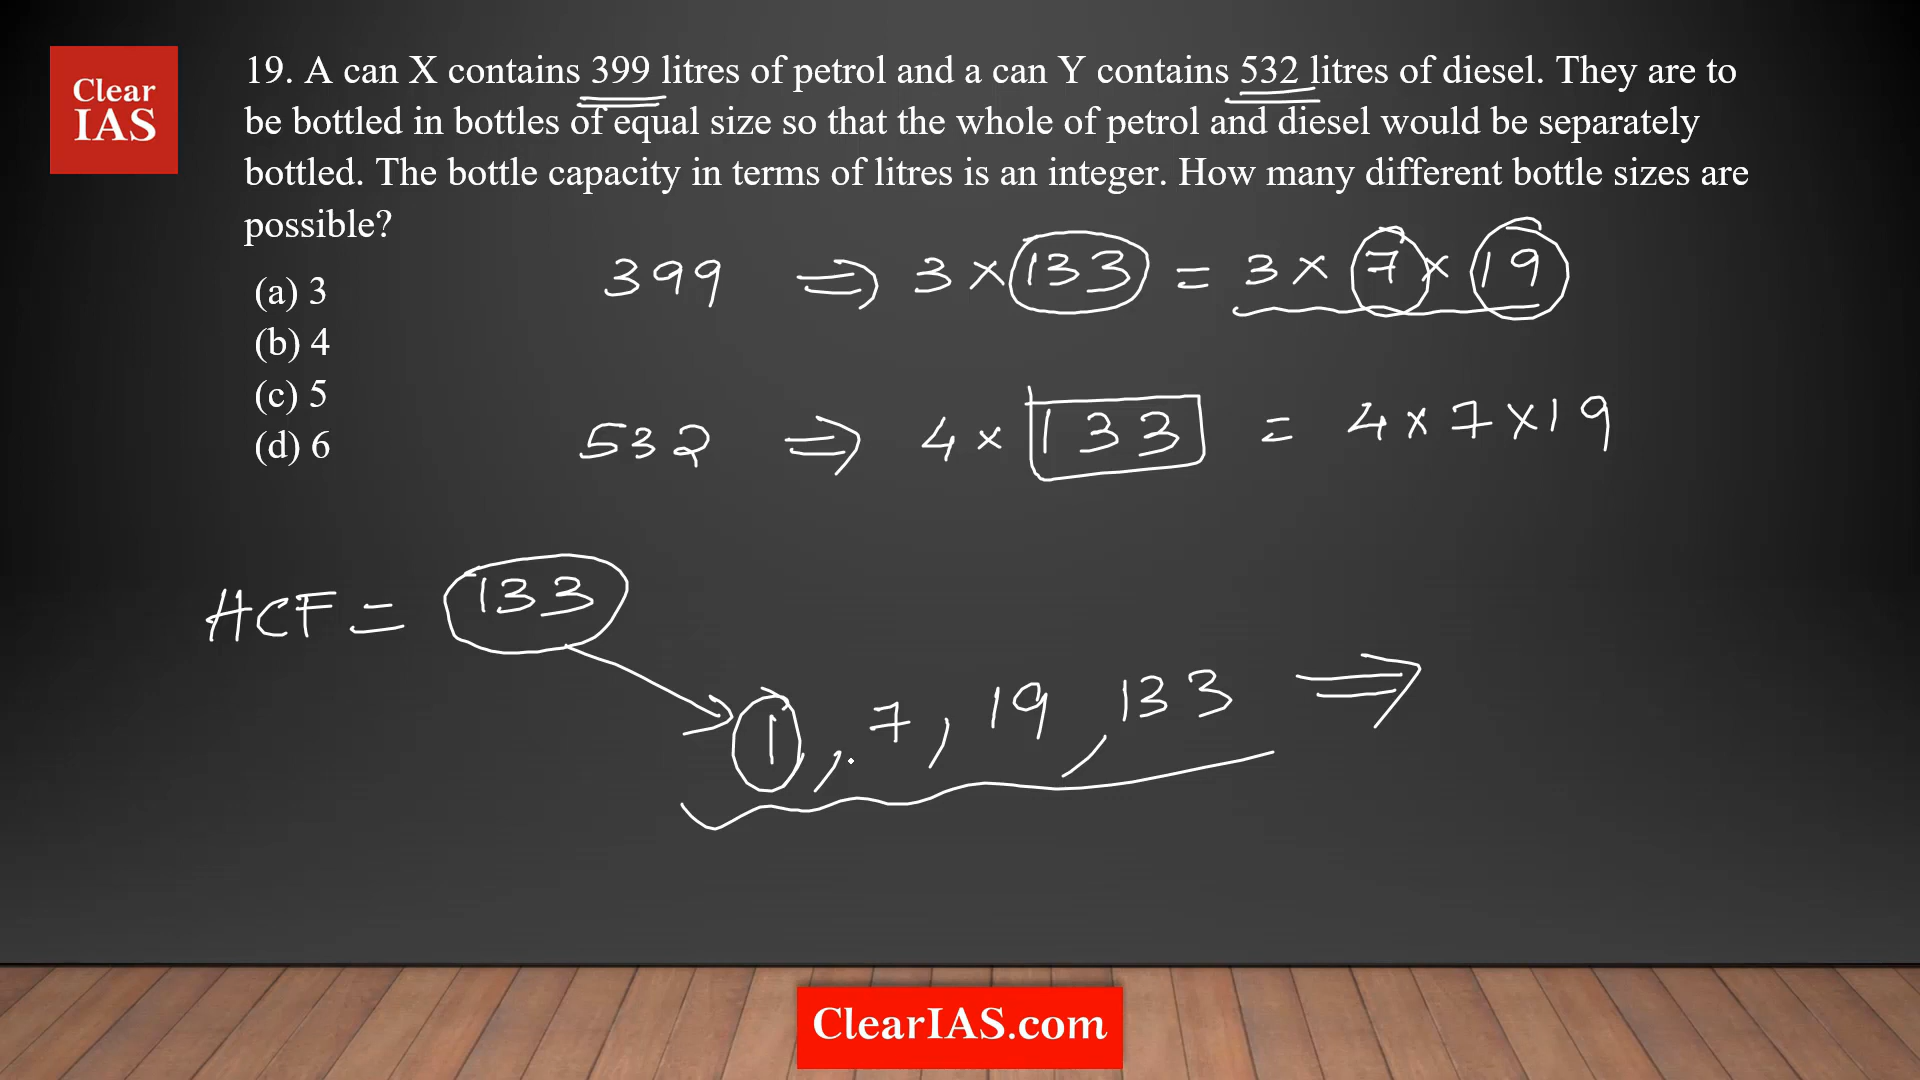 Clear
IAS
19. A can X contains 399 litres of petrol and a can Y contains 532 litres of diesel. They are to
be bottled in bottles of equal size so that the whole of petrol and diesel would be separately
bottled. The bottle capacity in terms of litres is an integer. How many different bottle sizes are
possible?
(a) 3
(b) 4
(c) 5
(d) 6
399 ⇒ 3 × 133 = 3 × 7 × 19
532 ⇒ 4 × 133 = 4 × 7 × 19
HCF = 133
1, 7, 19, 133 ⇒
ClearIAS.com